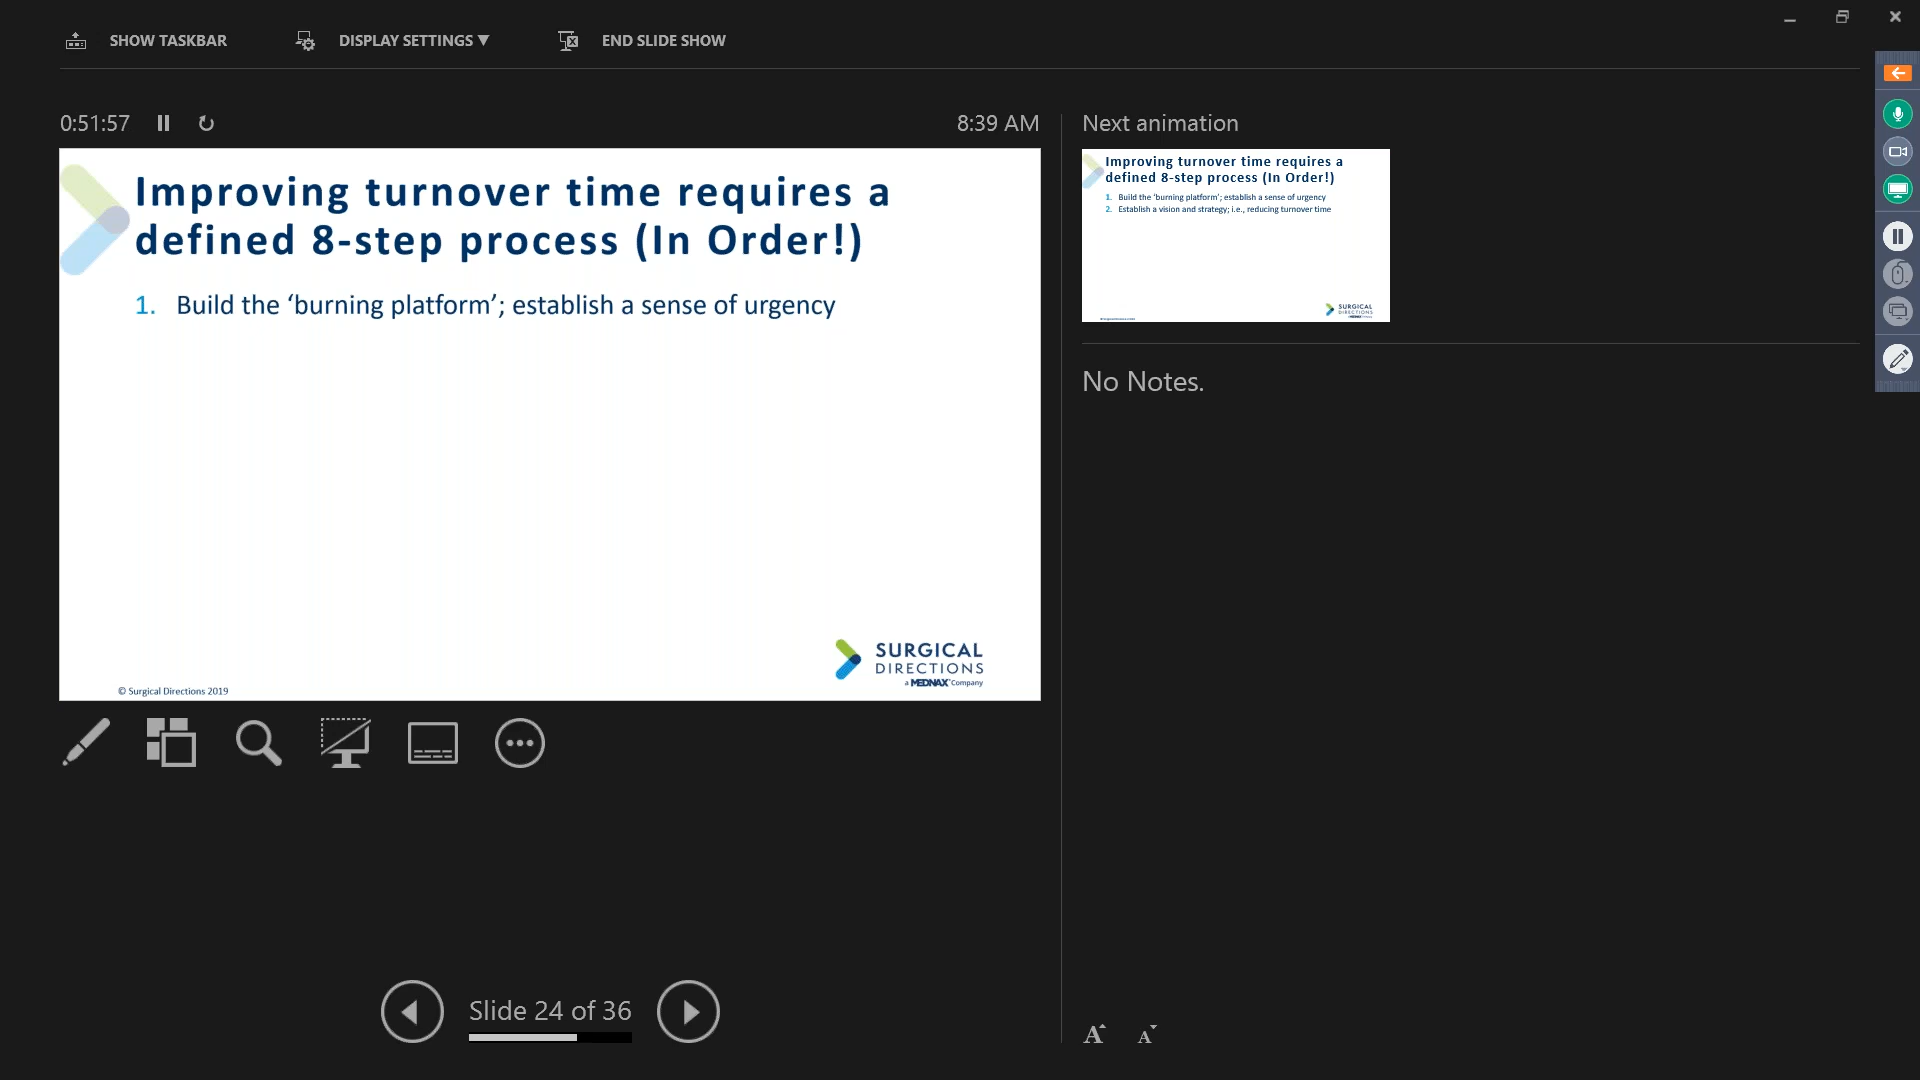 SHOW TASKBAR
DISPLAY SETTINGS ▼
END SLIDE SHOW
0:51:57
8:39 AM
Improving turnover time requires a
defined 8-step process (In Order!)
1. Build the ‘burning platform’; establish a sense of urgency
SURGICAL
DIRECTIONS
a MEDNAX Company
© Surgical Directions 2019
Slide 24 of 36
Next animation
Improving turnover time requires a
defined 8-step process (In Order!)
1. Build the ‘burning platform’; establish a sense of urgency
2. Establish a vision and strategy; i.e., reducing turnover time
SURGICAL
DIRECTIONS
No Notes.
A A